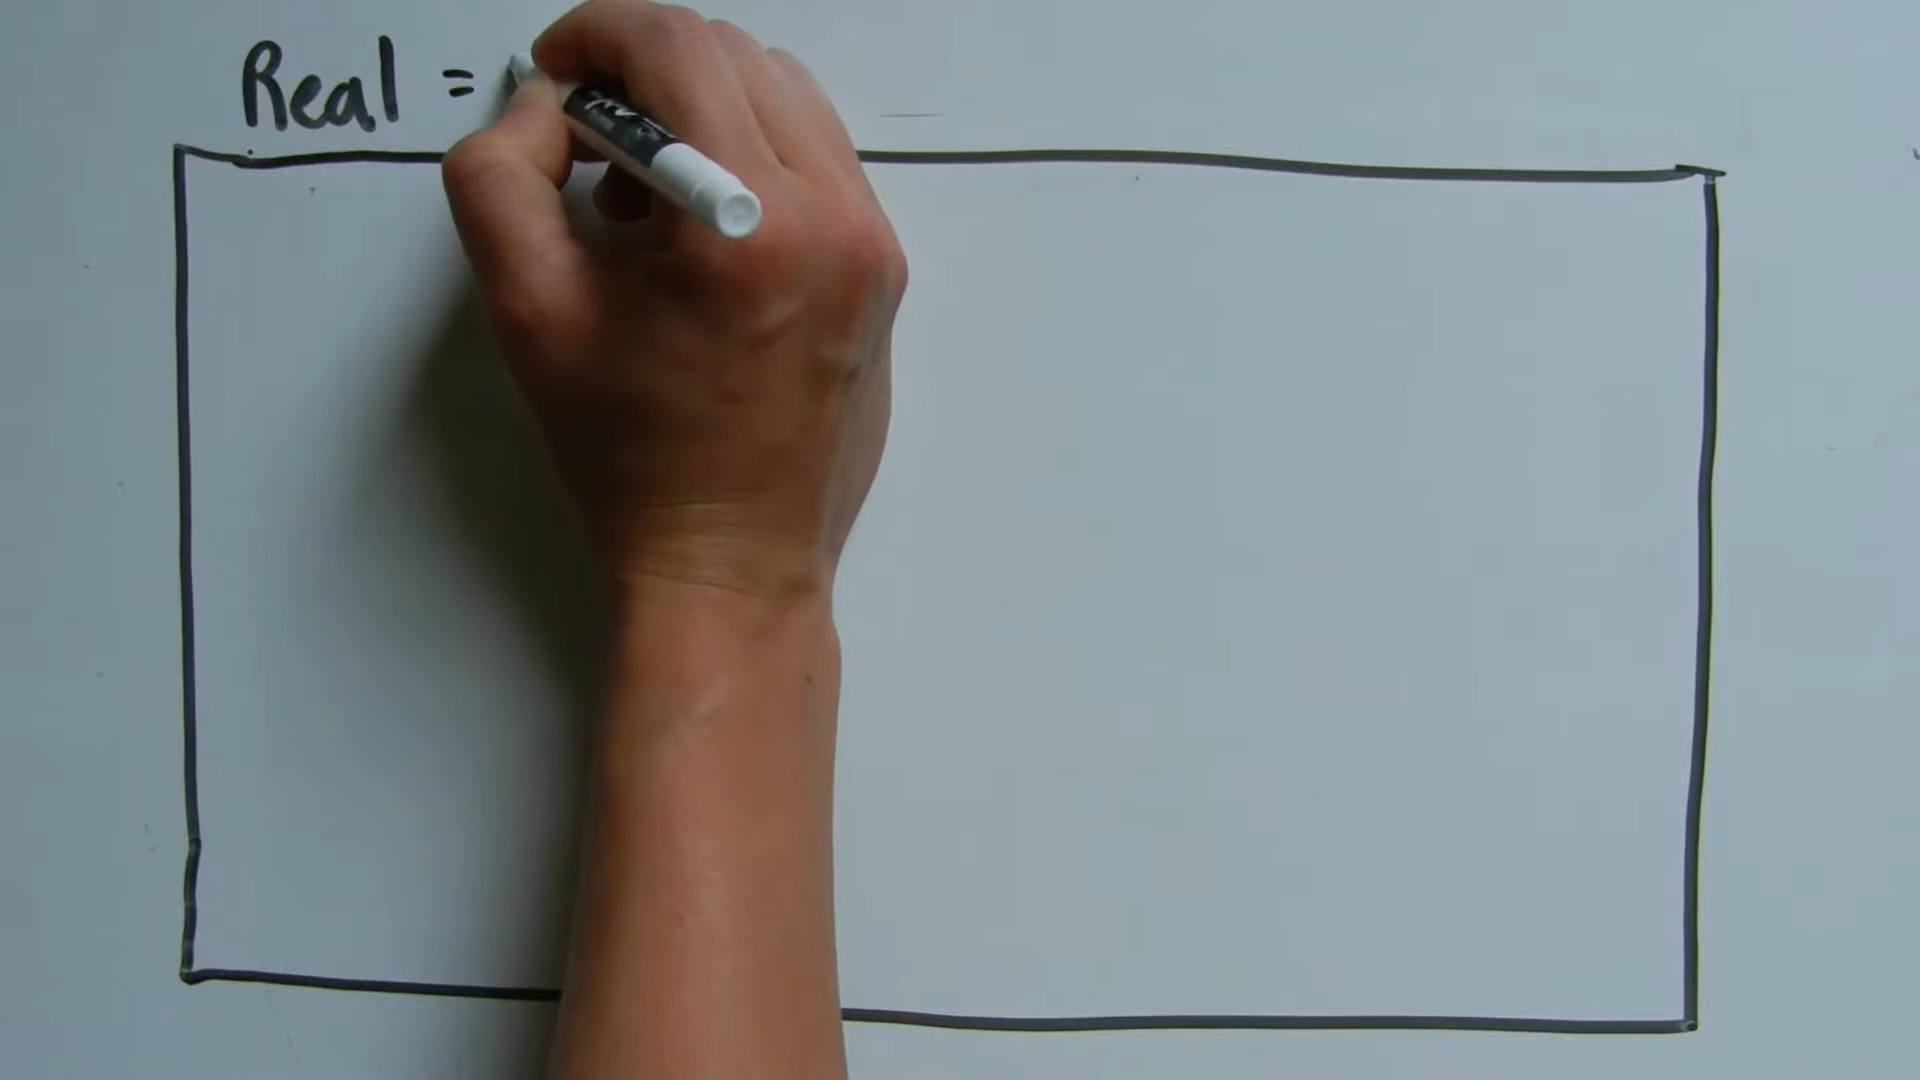 Real =